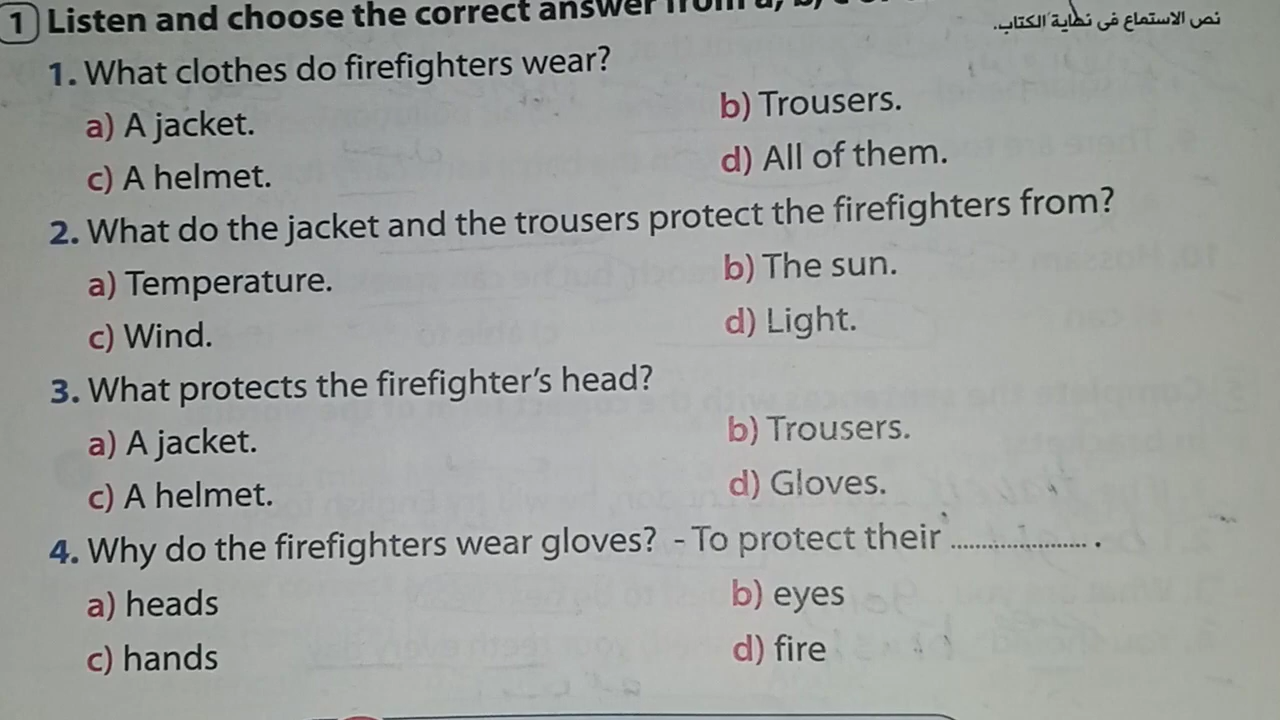 1 Listen and choose the correct answer from a, b, c or
نص الاستماع فى نهاية الكتاب.
1. What clothes do firefighters wear?
a) A jacket.
b) Trousers.
c) A helmet.
d) All of them.
2. What do the jacket and the trousers protect the firefighters from?
a) Temperature.
b) The sun.
c) Wind.
d) Light.
3. What protects the firefighter's head?
a) A jacket.
b) Trousers.
c) A helmet.
d) Gloves.
4. Why do the firefighters wear gloves? - To protect their ..................... .
a) heads
b) eyes
c) hands
d) fire